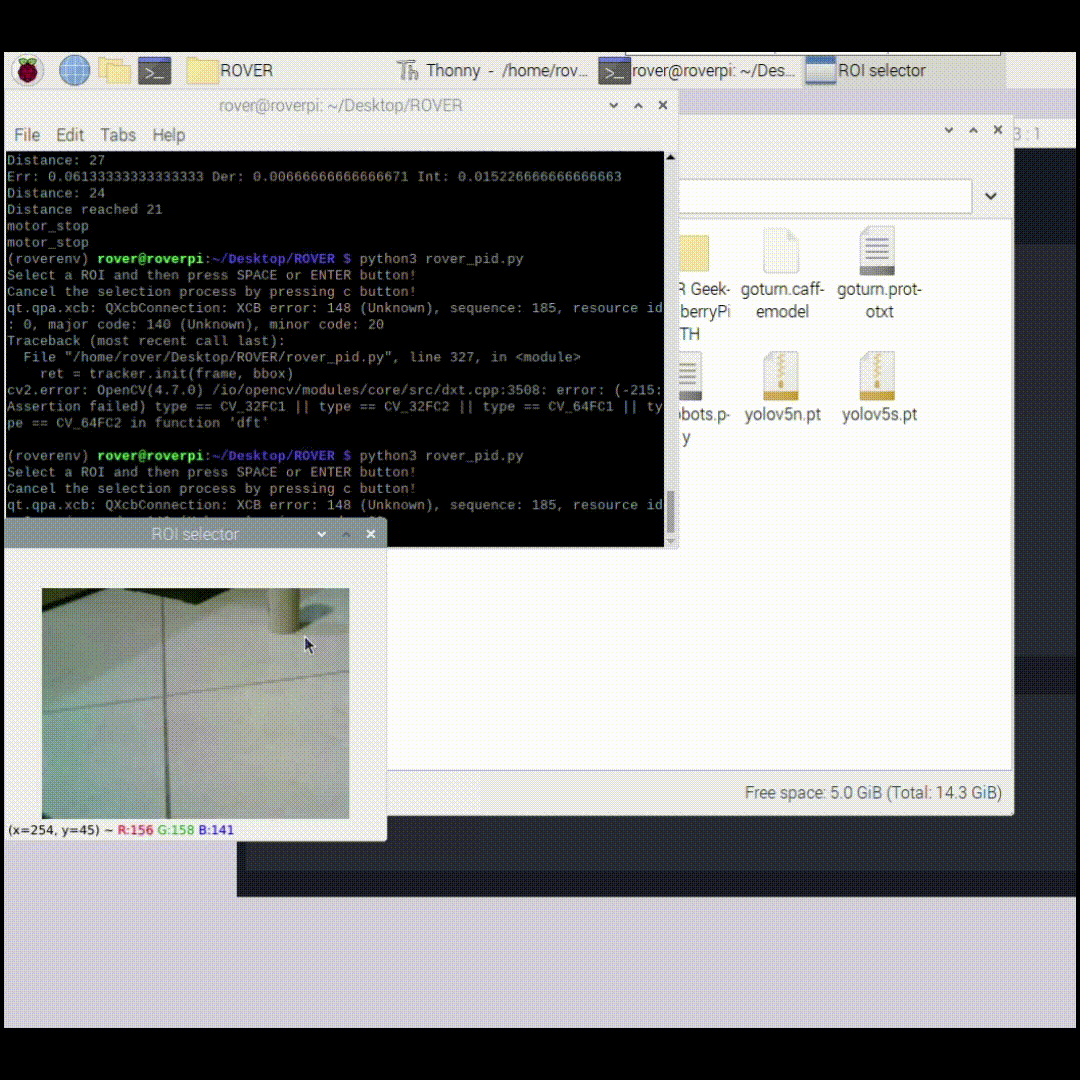 ROVER
Thonny - /home/rov...
rover@roverpi: ~/Des...
ROI selector
rover@roverpi: ~/Desktop/ROVER
File Edit Tabs Help
3 : 1
Distance: 27
Err: 0.06133333333333333 Der: 0.00666666666666671 Int: 0.015226666666666663
Distance: 24
Distance reached 21
motor_stop
motor_stop
(roverenv) rover@roverpi:~/Desktop/ROVER $ python3 rover_pid.py
Select a ROI and then press SPACE or ENTER button!
Cancel the selection process by pressing c button!
qt.qpa.xcb: QXcbConnection: XCB error: 148 (Unknown), sequence: 185, resource id
: 0, major code: 140 (Unknown), minor code: 20
Traceback (most recent call last):
File "/home/rover/Desktop/ROVER/rover_pid.py", line 327, in <module>
ret = tracker.init(frame, bbox)
cv2.error: OpenCV(4.7.0) /io/opencv/modules/core/src/dxt.cpp:3508: error: (-215:
Assertion failed) type == CV_32FC1 || type == CV_32FC2 || type == CV_64FC1 || ty
pe == CV_64FC2 in function 'dft'
(roverenv) rover@roverpi:~/Desktop/ROVER $ python3 rover_pid.py
Select a ROI and then press SPACE or ENTER button!
Cancel the selection process by pressing c button!
qt.qpa.xcb: QXcbConnection: XCB error: 148 (Unknown), sequence: 185, resource id
R Geek-
berryPi
TH
goturn.caff-
emodel
goturn.prot-
otxt
bots.p-
y
yolov5n.pt
yolov5s.pt
ROI selector
(x=254, y=45) ~ R:156 G:158 B:141
Free space: 5.0 GiB (Total: 14.3 GiB)